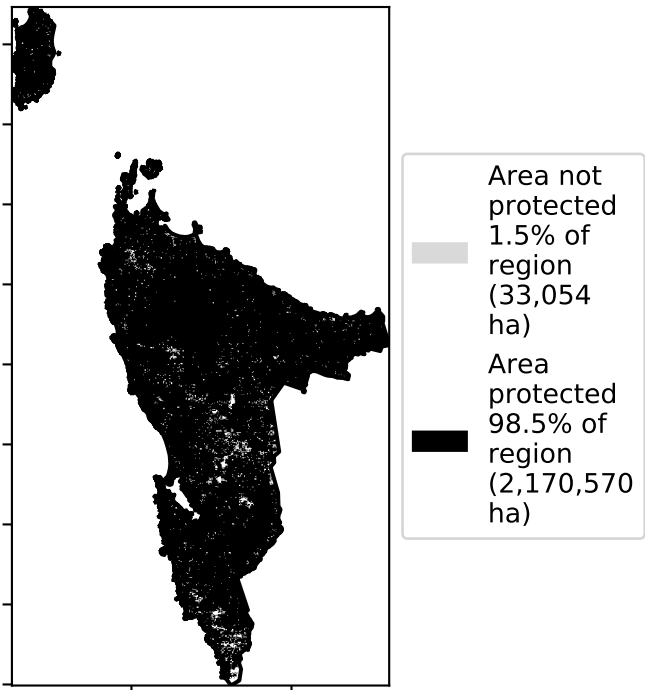 Area not
protected
1.5% of
region
(33,054
ha)
Area
protected
98.5% of
region
(2,170,570
ha)